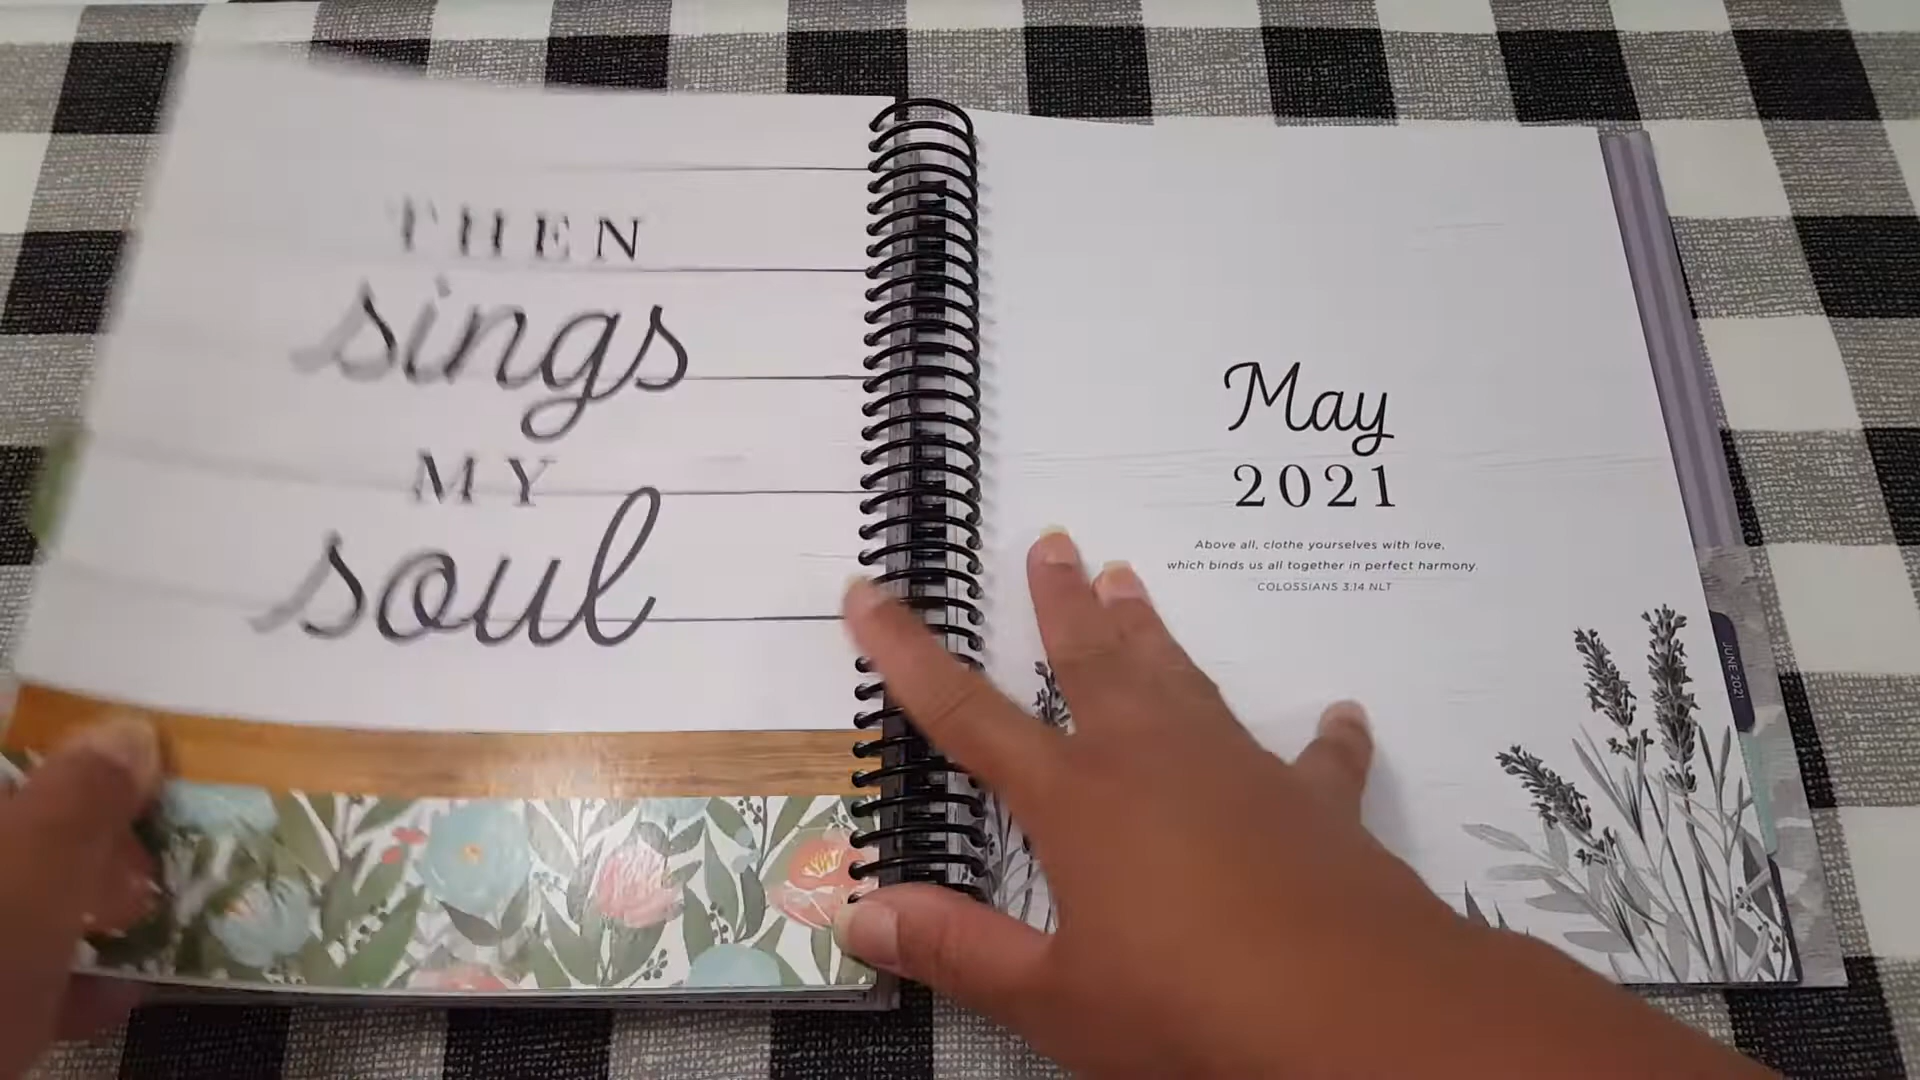 THEN
sings
MY
soul
May
2021
Above all, clothe yourselves with love,
which binds us all together in perfect harmony.
COLOSSIANS 3:14 NLT
JUNE 2021